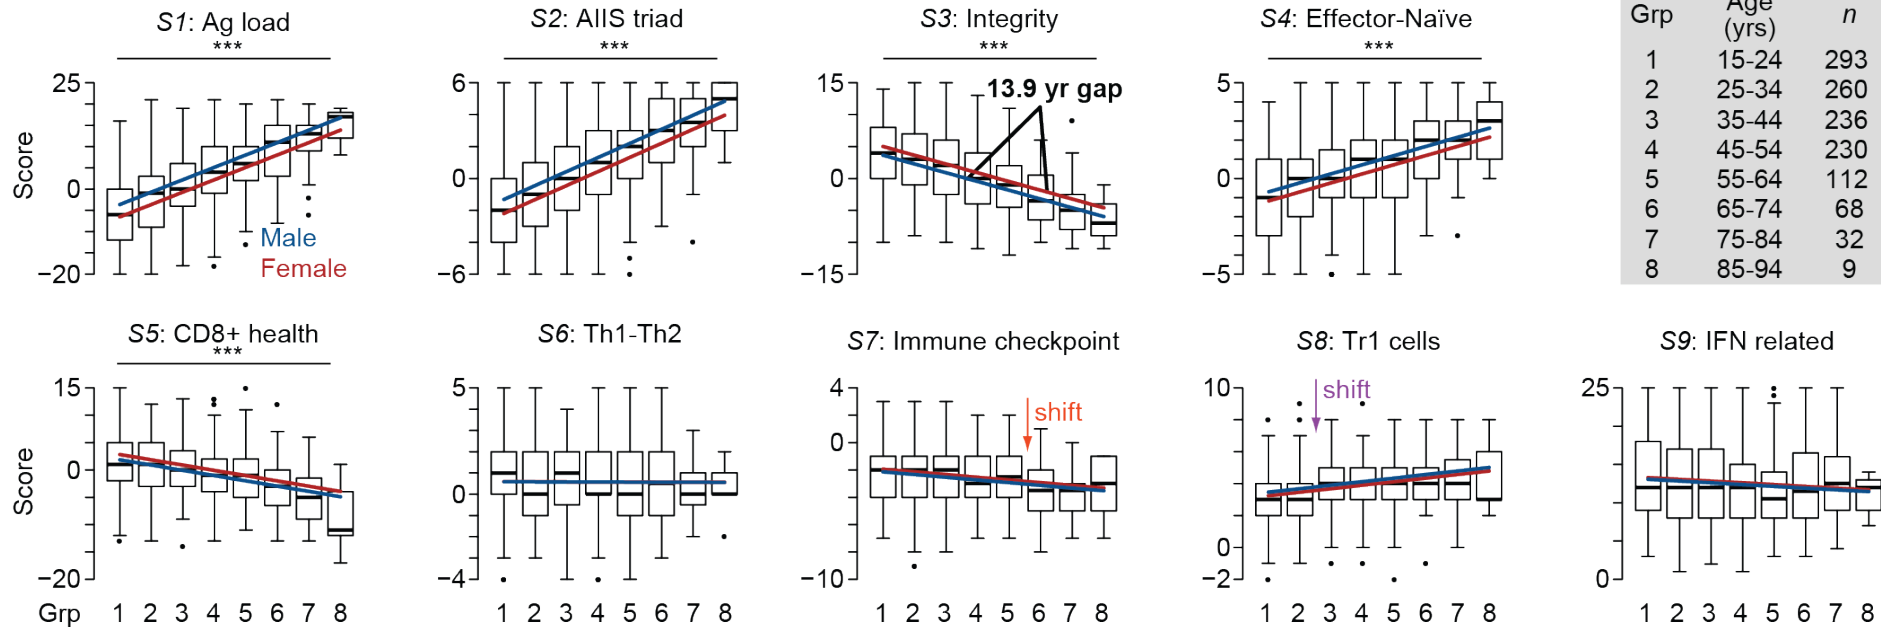 S1: Ag load
***
25
0
−20
Score
Male
Female
S2: AIIS triad
***
6
0
−6
S3: Integrity
***
15
0
−15
13.9 yr gap
S4: Effector-Naïve
***
5
0
−5
Grp Age (yrs) n
1 15-24 293
2 25-34 260
3 35-44 236
4 45-54 230
5 55-64 112
6 65-74 68
7 75-84 32
8 85-94 9
S5: CD8+ health
***
15
0
−20
Score
Grp 1 2 3 4 5 6 7 8
S6: Th1-Th2
5
0
−4
1 2 3 4 5 6 7 8
S7: Immune checkpoint
4
0
−10
shift
1 2 3 4 5 6 7 8
S8: Tr1 cells
10
0
−2
shift
1 2 3 4 5 6 7 8
S9: IFN related
25
0
1 2 3 4 5 6 7 8